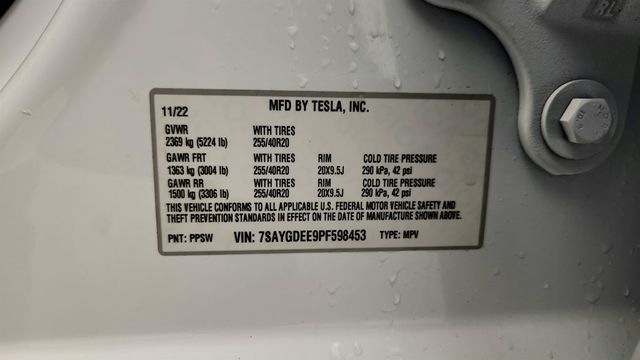 11/22 MFD BY TESLA, INC.
GVWR WITH TIRES
2369 kg (5224 lb) 255/40R20
GAWR FRT WITH TIRES RIM COLD TIRE PRESSURE
1363 kg (3004 lb) 255/40R20 20X9.5J 290 kPa, 42 psi
GAWR RR WITH TIRES RIM COLD TIRE PRESSURE
1500 kg (3306 lb) 255/40R20 20X9.5J 290 kPa, 42 psi
THIS VEHICLE CONFORMS TO ALL APPLICABLE U.S. FEDERAL MOTOR VEHICLE SAFETY AND
THEFT PREVENTION STANDARDS IN EFFECT ON THE DATE OF MANUFACTURE SHOWN ABOVE.
PNT: PPSW VIN: 7SAYGDEE9PF598453 TYPE: MPV
RL